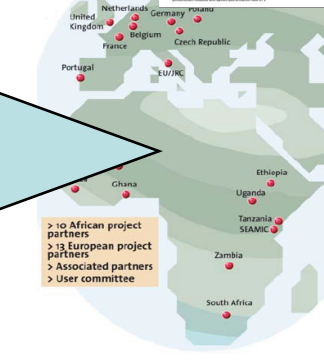 Netherlands
Germany
Poland
United
Kingdom
Belgium
France
Czech Republic
Portugal
EU/JRC
Ethiopia
Ghana
Uganda
Tanzania
SEAMIC
Zambia
South Africa
> 10 African project
partners
> 13 European project
partners
> Associated partners
> User committee